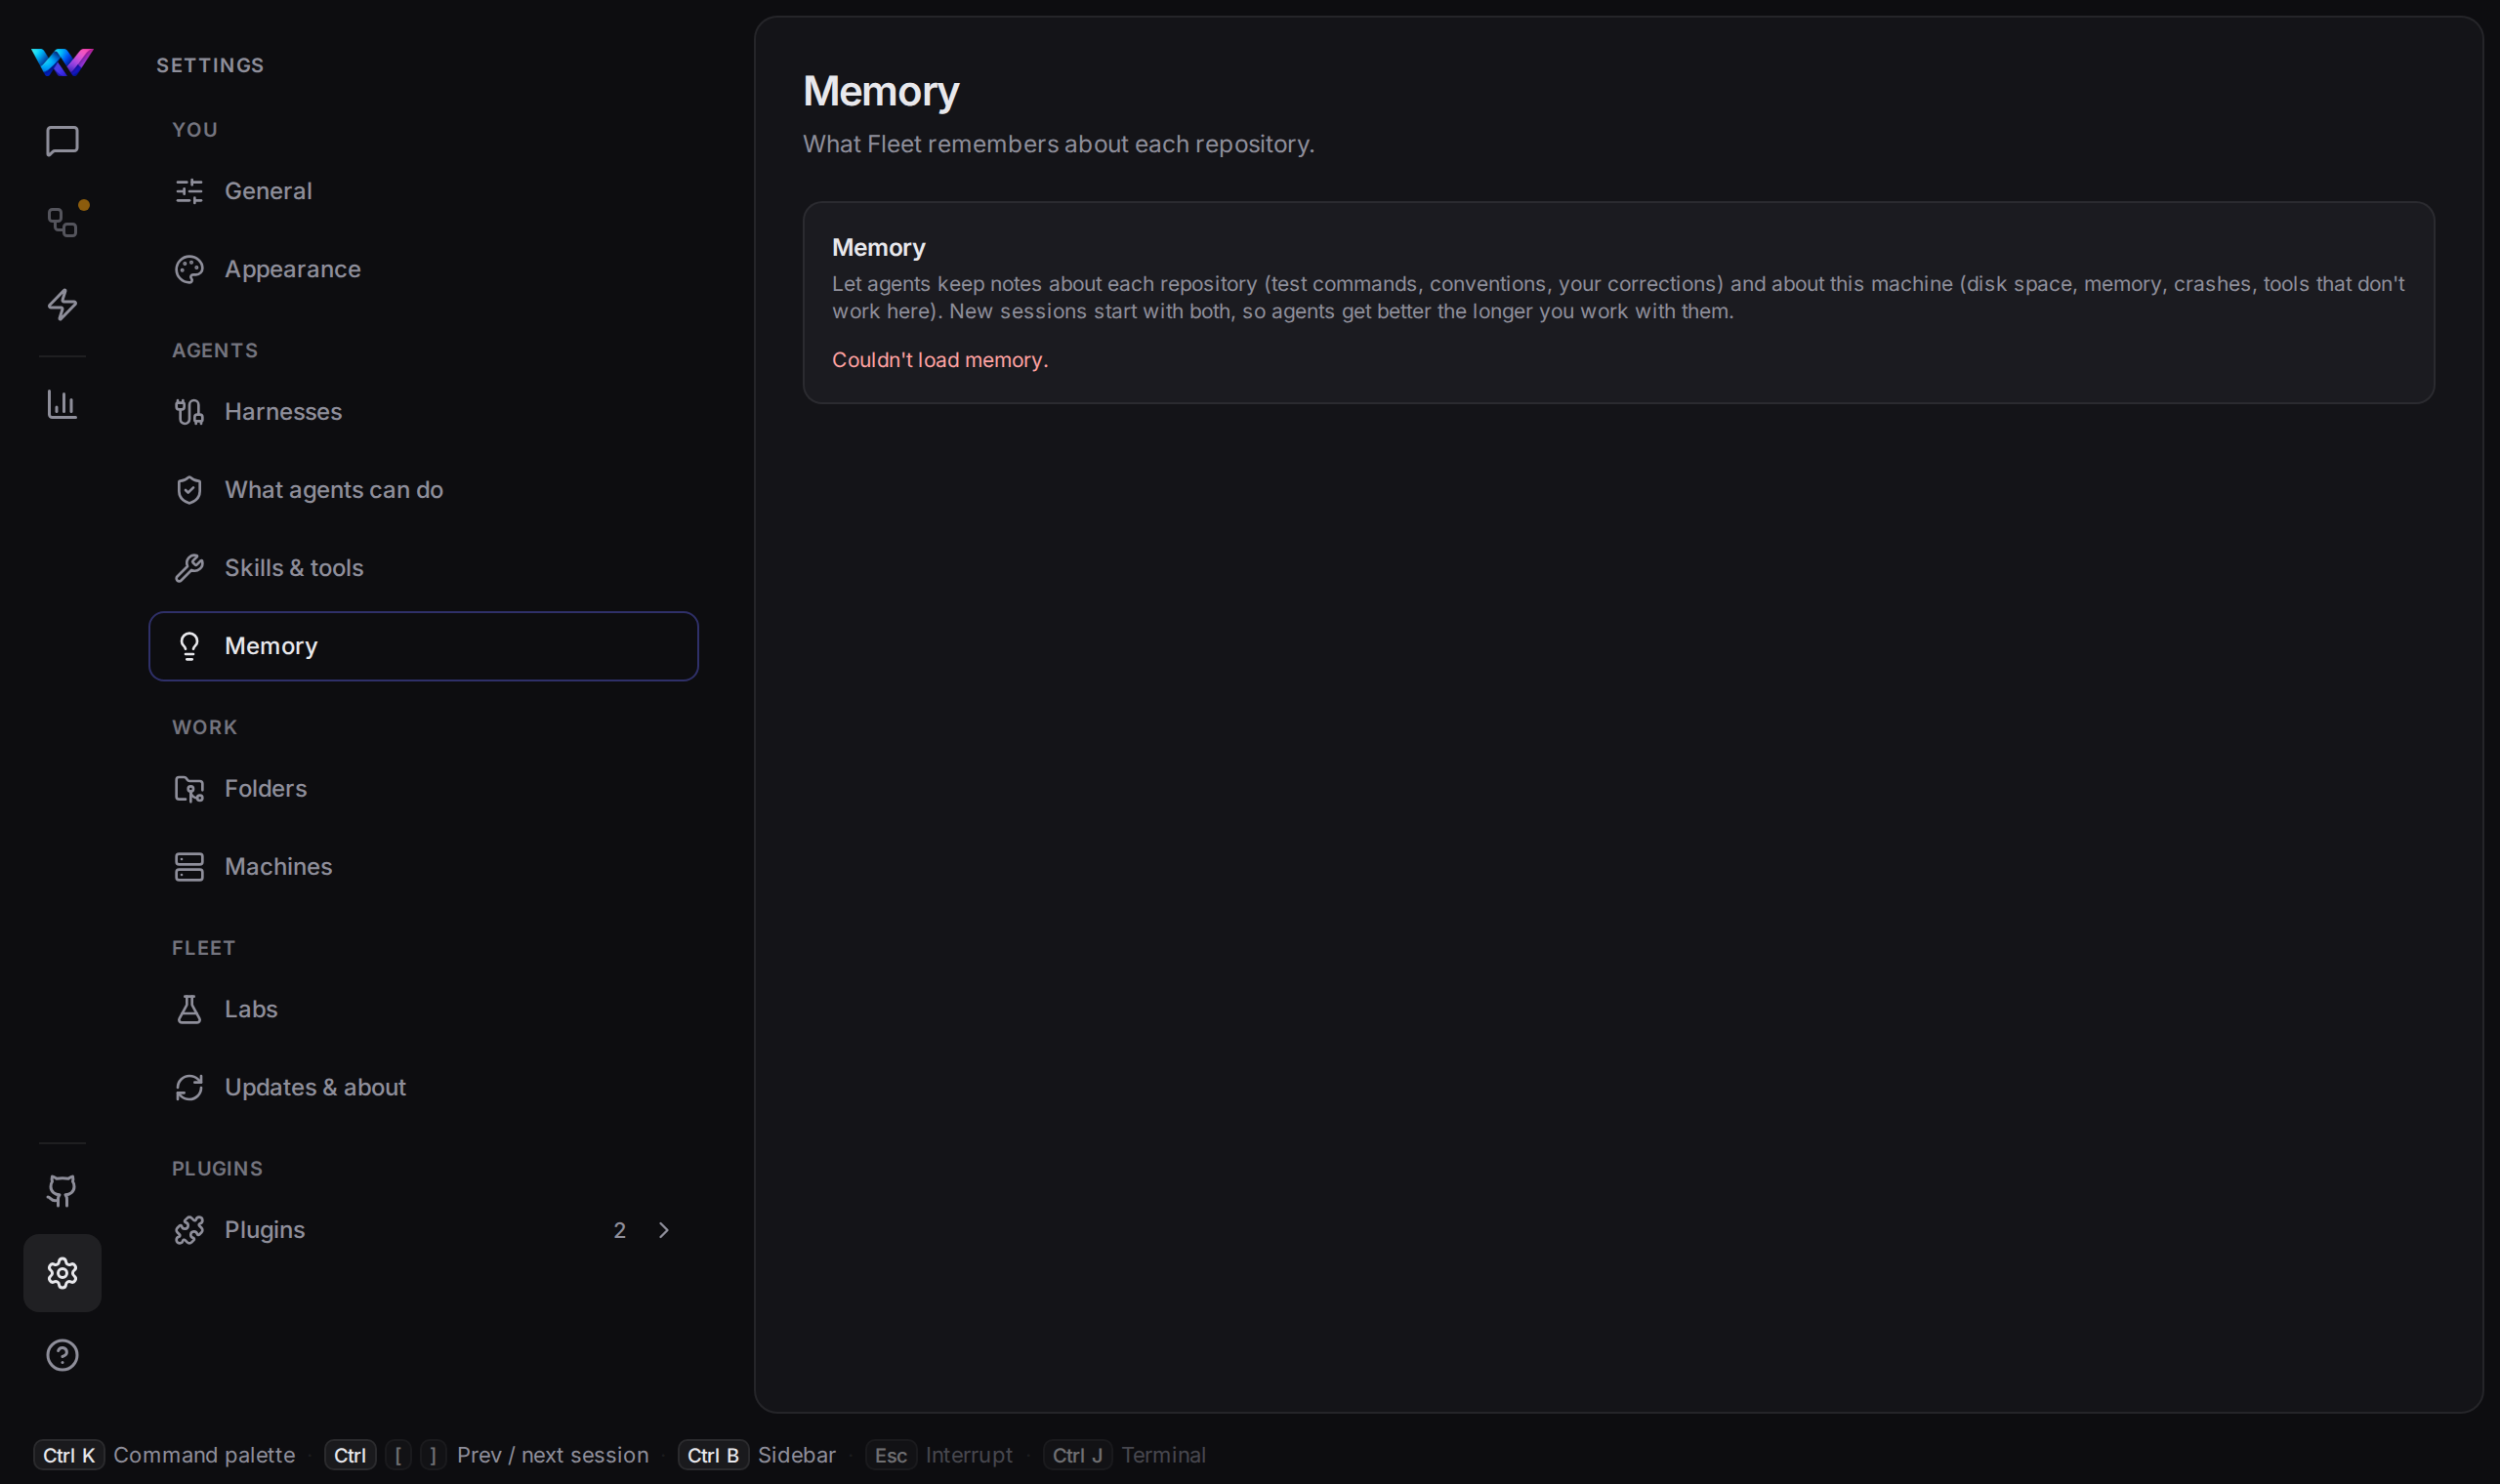 SETTINGS
YOU
General
Appearance
AGENTS
Harnesses
What agents can do
Skills & tools
Memory
WORK
Folders
Machines
FLEET
Labs
Updates & about
PLUGINS
Plugins 2
Memory
What Fleet remembers about each repository.
Memory
Let agents keep notes about each repository (test commands, conventions, your corrections) and about this machine (disk space, memory, crashes, tools that don't
work here). New sessions start with both, so agents get better the longer you work with them.
Couldn't load memory.
Ctrl K Command palette · Ctrl [ ] Prev / next session · Ctrl B Sidebar · Esc Interrupt · Ctrl J Terminal